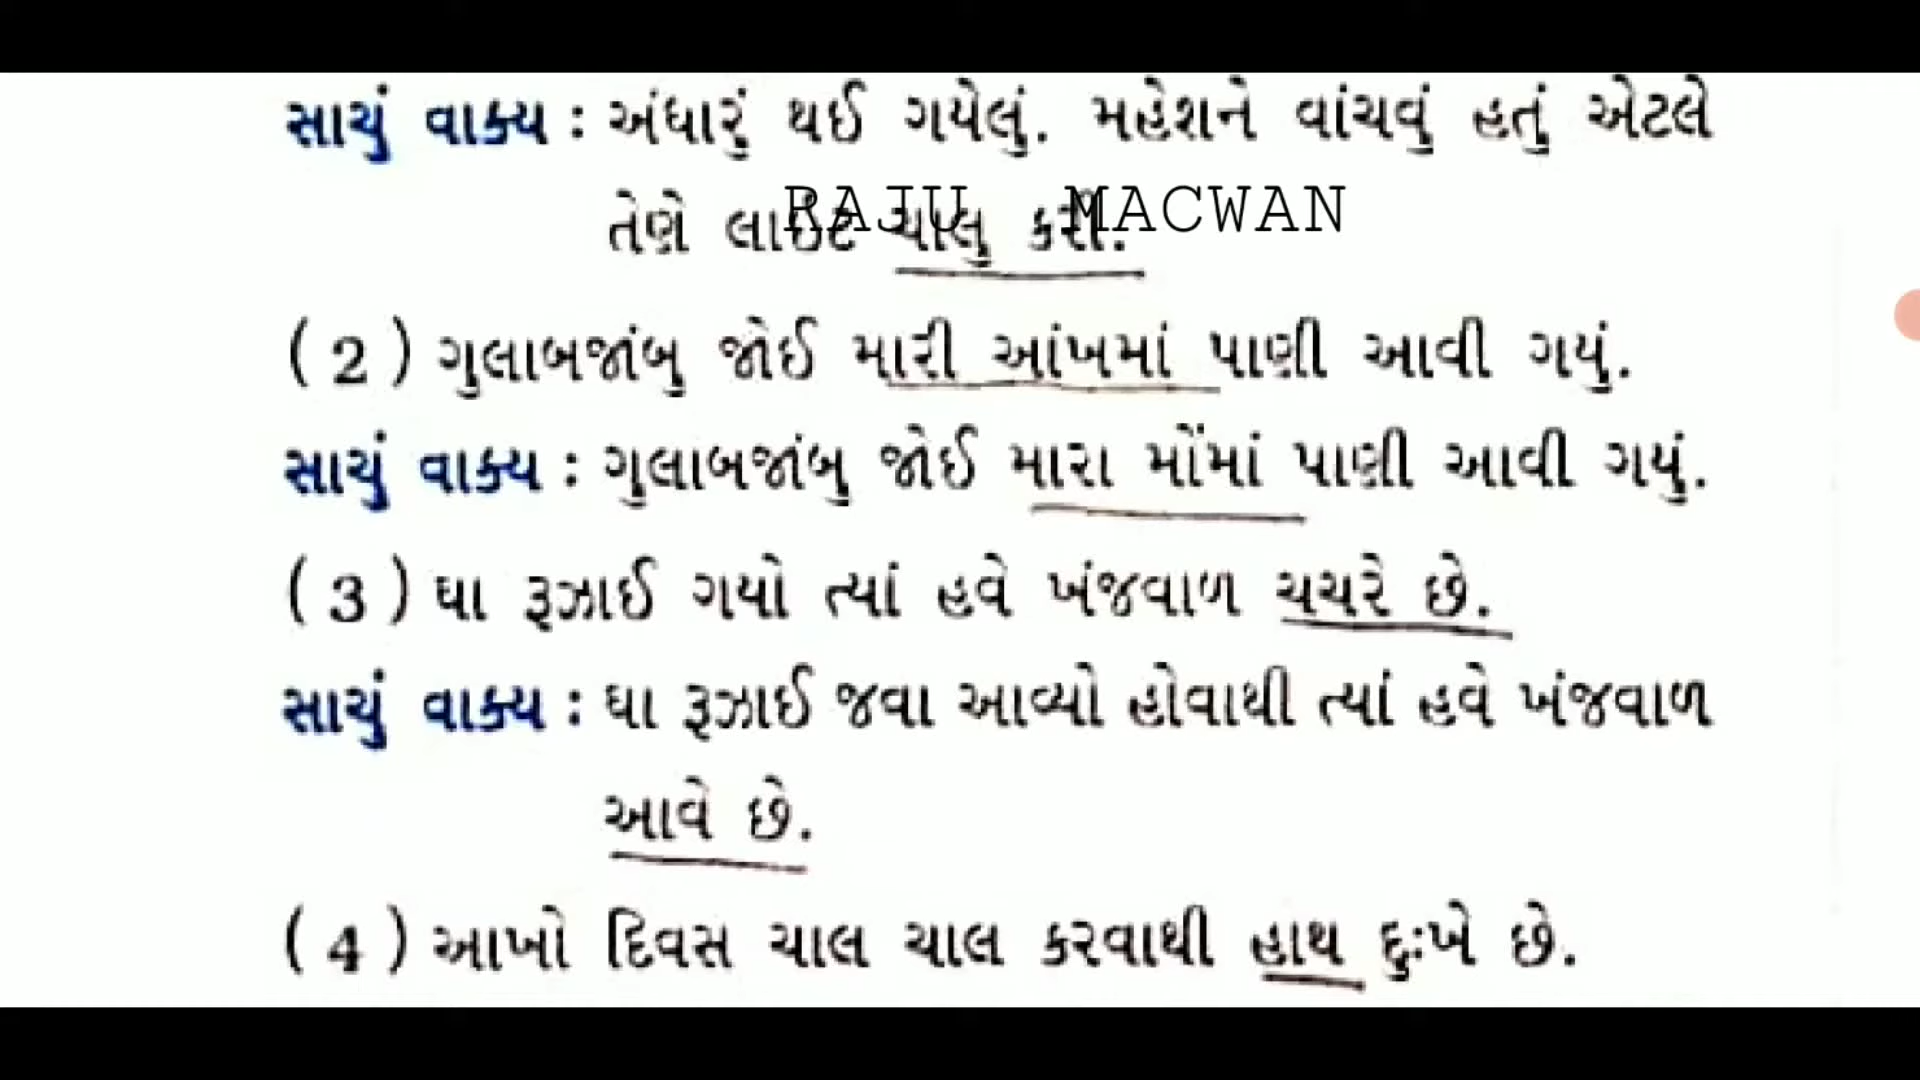 સાચું વાક્ય : અંધારું થઈ ગયેલું. મહેશને વાંચવું હતું એટલે
RAJU MACWAN
તેણે લાઈટ ચાલુ કરી.
(2) ગુલાબજાંબુ જોઈ મારી આંખમાં પાણી આવી ગયું.
સાચું વાક્ય : ગુલાબજાંબુ જોઈ મારા મોંમાં પાણી આવી ગયું.
(3) ઘા રૂઝાઈ ગયો ત્યાં હવે ખંજવાળ ચચરે છે.
સાચું વાક્ય : ઘા રૂઝાઈ જવા આવ્યો હોવાથી ત્યાં હવે ખંજવાળ
આવે છે.
(4) આખો દિવસ ચાલ ચાલ કરવાથી હાથ દુઃખે છે.